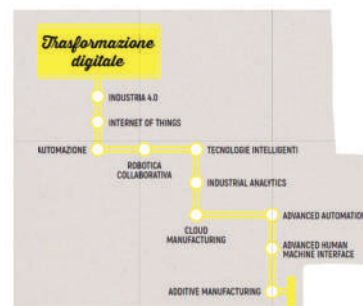 Trasformazione
digitale
INDUSTRIA 4.0
INTERNET OF THINGS
AUTOMAZIONE
TECNOLOGIE INTELLIGENTI
ROBOTICA
COLLABORATIVA
INDUSTRIAL ANALYTICS
CLOUD
MANUFACTURING
ADVANCED AUTOMATION
ADVANCED HUMAN
MACHINE INTERFACE
ADDITIVE MANUFACTURING